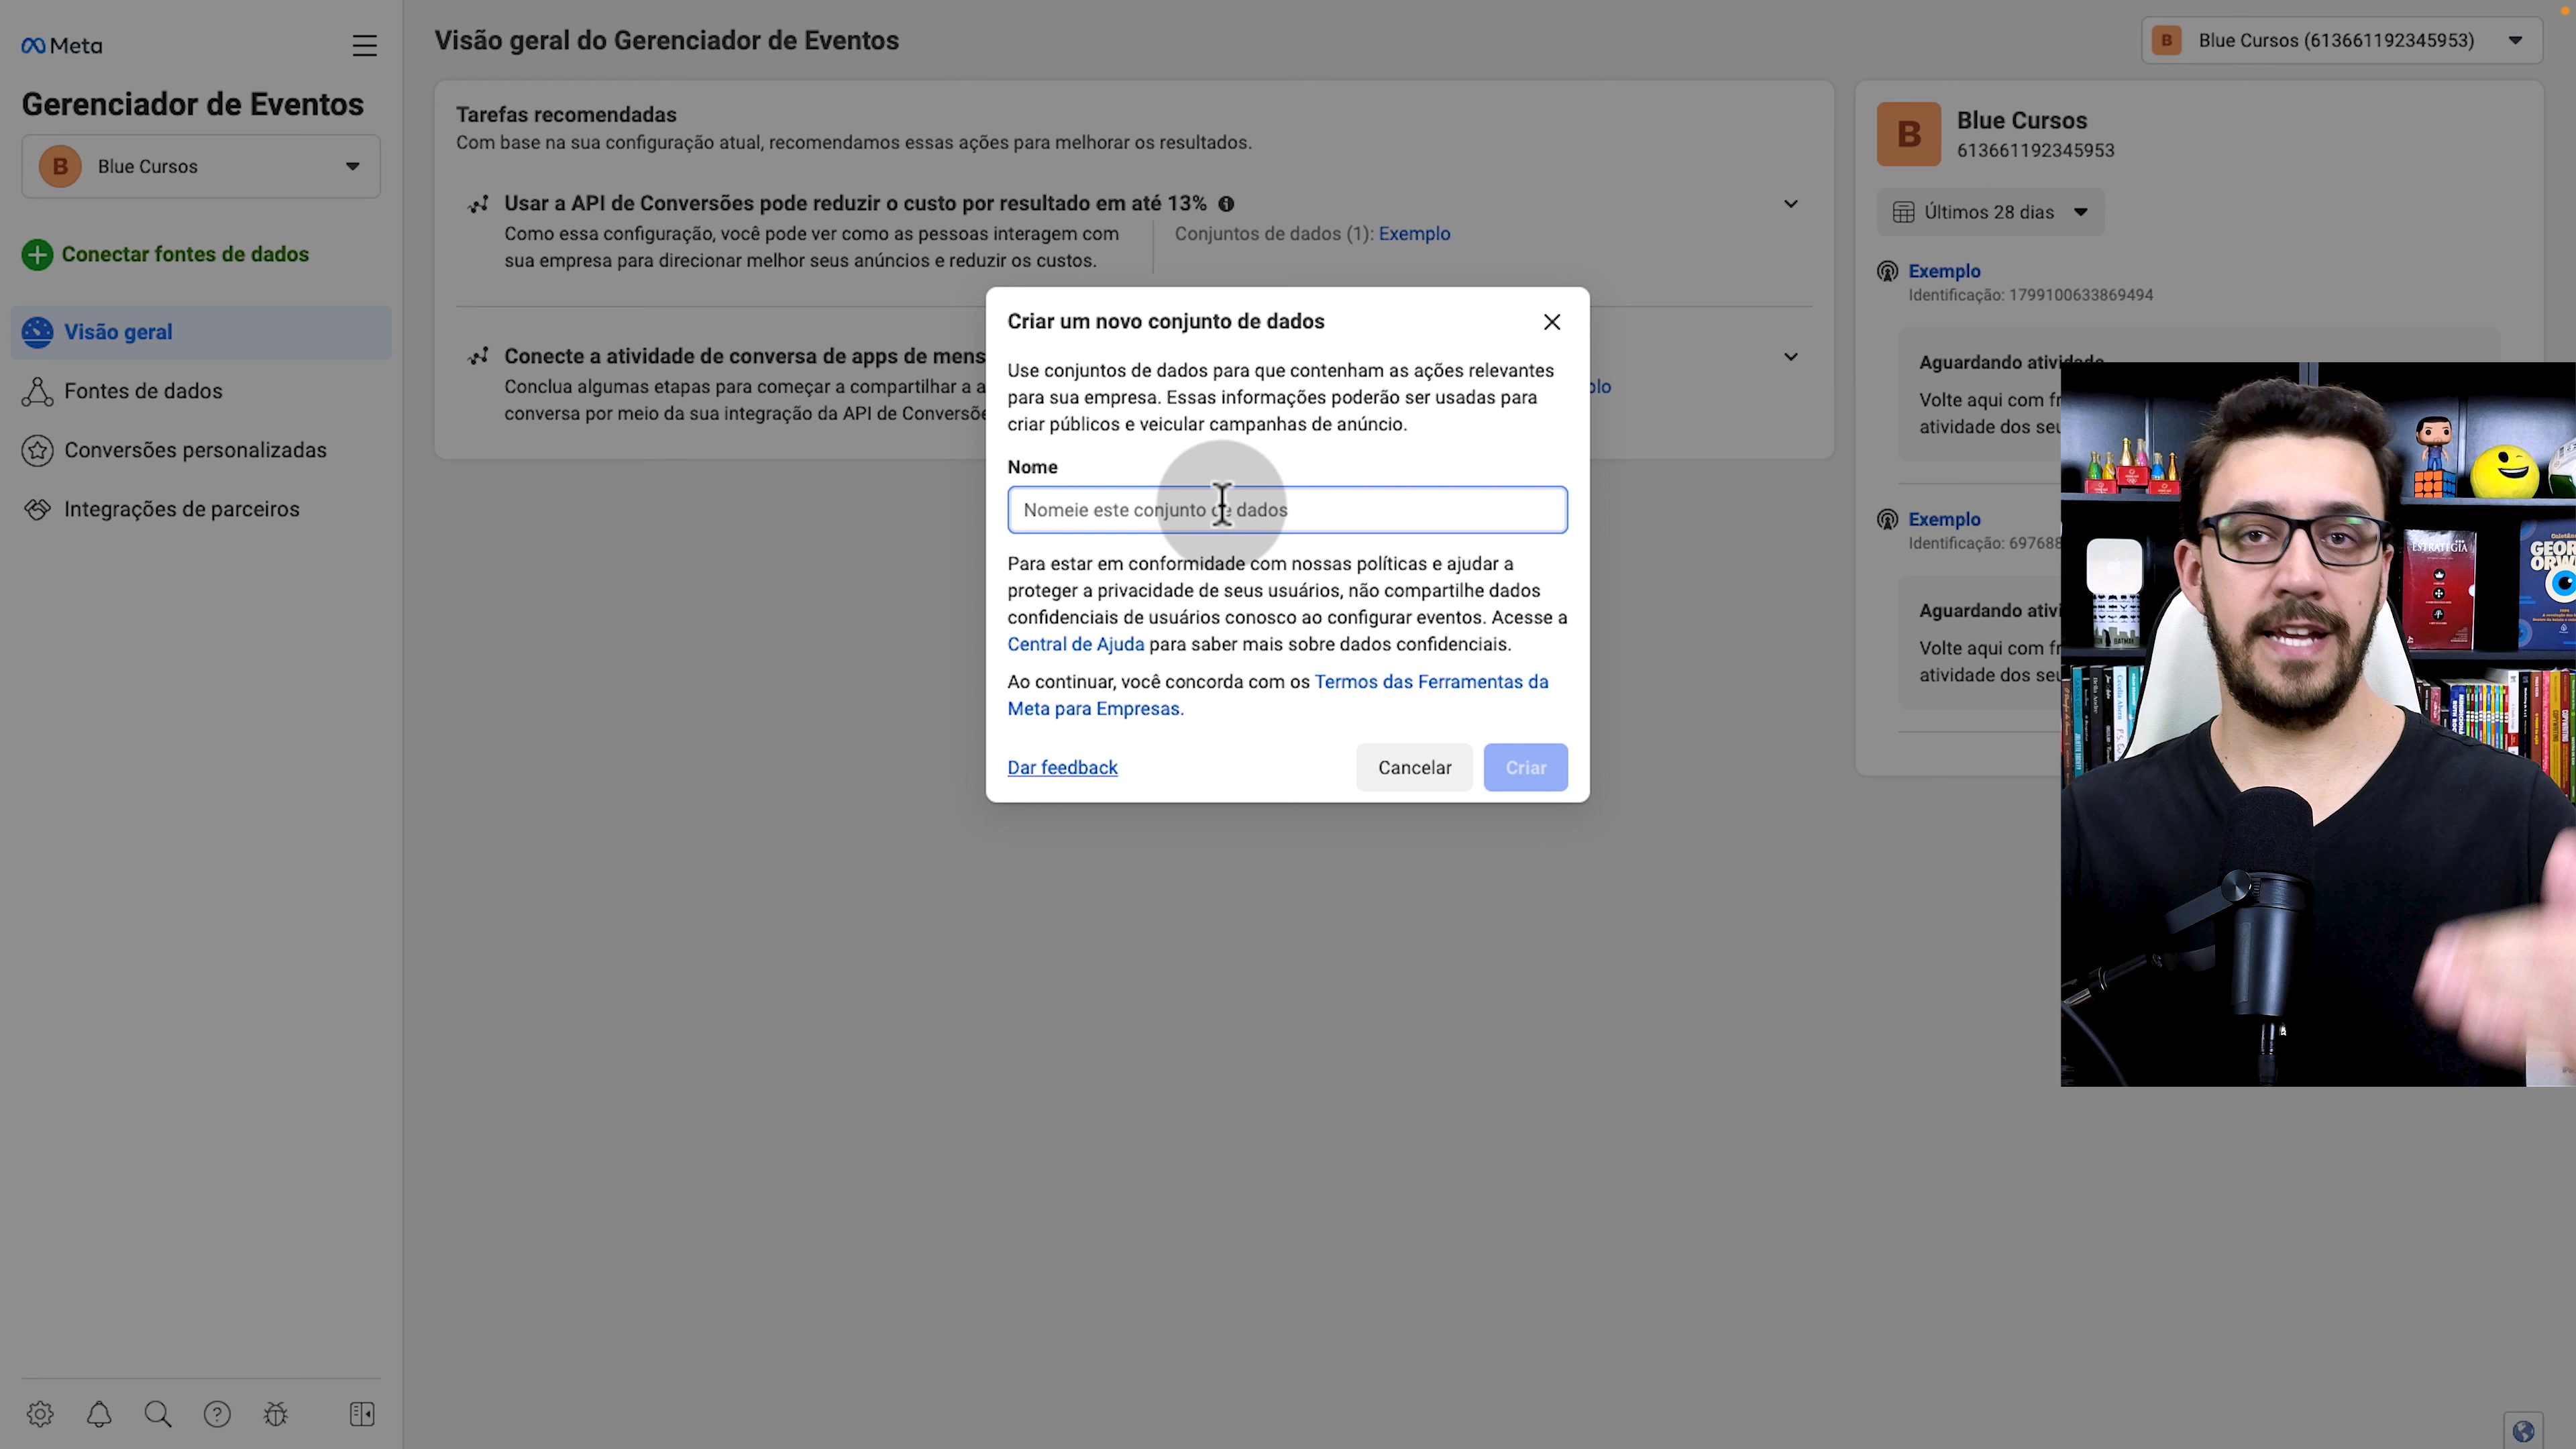 Meta
Gerenciador de Eventos
B Blue Cursos
Conectar fontes de dados
Visão geral
Fontes de dados
Conversões personalizadas
Integrações de parceiros
Visão geral do Gerenciador de Eventos
B Blue Cursos (613661192345953)
Tarefas recomendadas
Com base na sua configuração atual, recomendamos essas ações para melhorar os resultados.
Usar a API de Conversões pode reduzir o custo por resultado em até 13%
Como essa configuração, você pode ver como as pessoas interagem com
sua empresa para direcionar melhor seus anúncios e reduzir os custos.
Conjuntos de dados (1): Exemplo
Conecte a atividade de conversa de apps de mens
Conclua algumas etapas para começar a compartilhar a a
conversa por meio da sua integração da API de Conversõe
plo
Criar um novo conjunto de dados
Use conjuntos de dados para que contenham as ações relevantes
para sua empresa. Essas informações poderão ser usadas para
criar públicos e veicular campanhas de anúncio.
Nome
Nomeie este conjunto de dados
Para estar em conformidade com nossas políticas e ajudar a
proteger a privacidade de seus usuários, não compartilhe dados
confidenciais de usuários conosco ao configurar eventos. Acesse a
Central de Ajuda para saber mais sobre dados confidenciais.
Ao continuar, você concorda com os Termos das Ferramentas da
Meta para Empresas.
Dar feedback
Cancelar
Criar
B
Blue Cursos
613661192345953
Últimos 28 dias
Exemplo
Identificação: 1799100633869494
Aguardando atividade
Volte aqui com fr
atividade dos seu
Exemplo
Identificação: 69768
Aguardando ativi
Volte aqui com fr
atividade dos seu
ESTRATÉGIA
GEOR
ORW